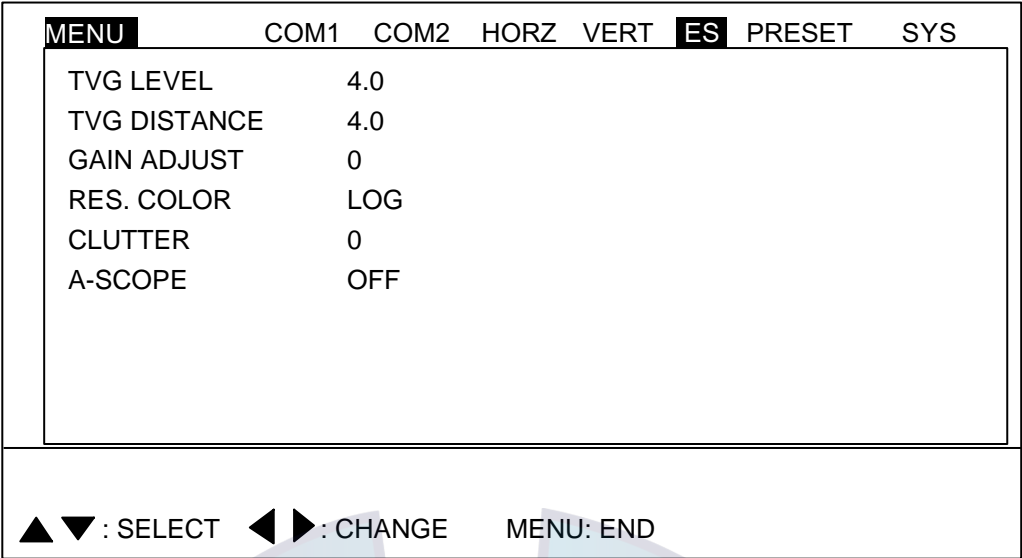 MENU COM1 COM2 HORZ VERT ES PRESET SYS
TVG LEVEL 4.0
TVG DISTANCE 4.0
GAIN ADJUST 0
RES. COLOR LOG
CLUTTER 0
A-SCOPE OFF
▲ ▼ : SELECT ◀ ▶ : CHANGE MENU: END